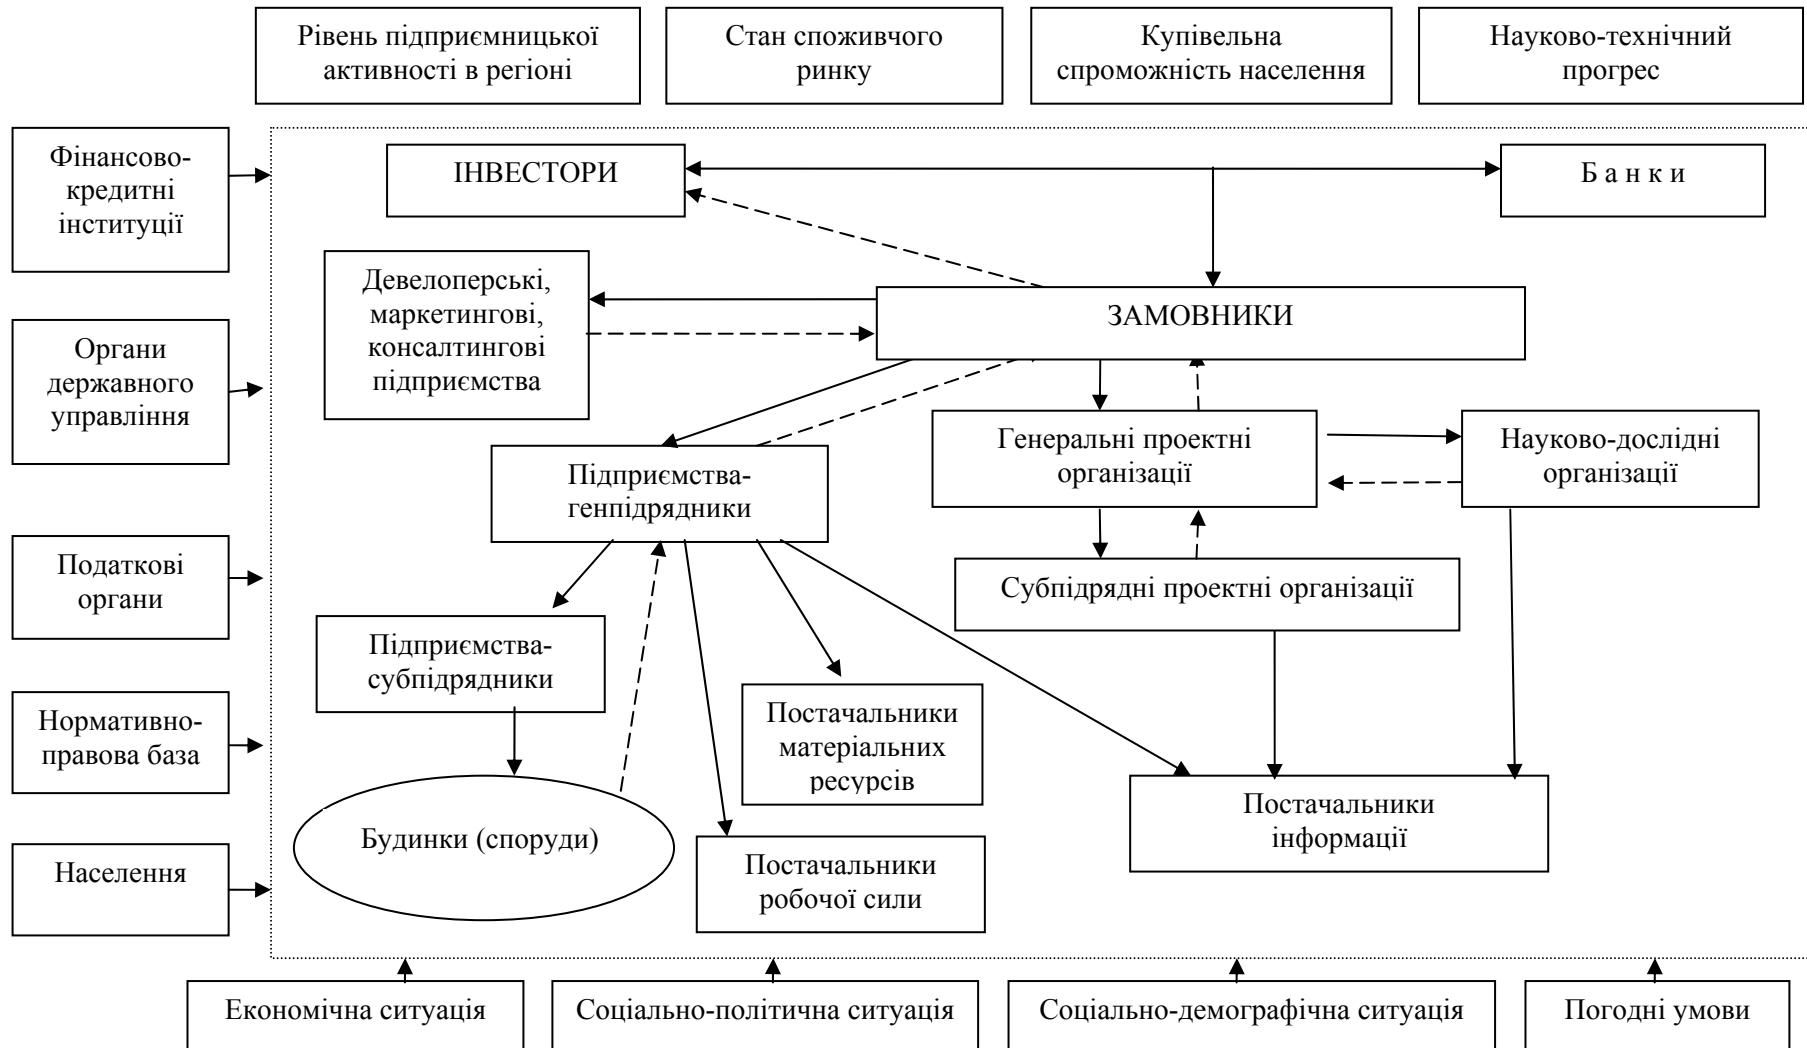 Рівень підприємницької
активності в регіоні
Стан споживчого
ринку
Купівельна
спроможність населення
Науково-технічний
прогрес
Фінансово-
кредитні
інституції
ІНВЕСТОРИ
Б а н к и
Девелоперські,
маркетингові,
консалтингові
підприємства
ЗАМОВНИКИ
Органи
державного
управління
Генеральні проектні
організації
Науково-дослідні
організації
Підприємства-
генпідрядники
Податкові
органи
Субпідрядні проектні організації
Підприємства-
субпідрядники
Нормативно-
правова база
Постачальники
матеріальних
ресурсів
Постачальники
інформації
Будинки (споруди)
Населення
Постачальники
робочої сили
Економічна ситуація
Соціально-політична ситуація
Соціально-демографічна ситуація
Погодні умови